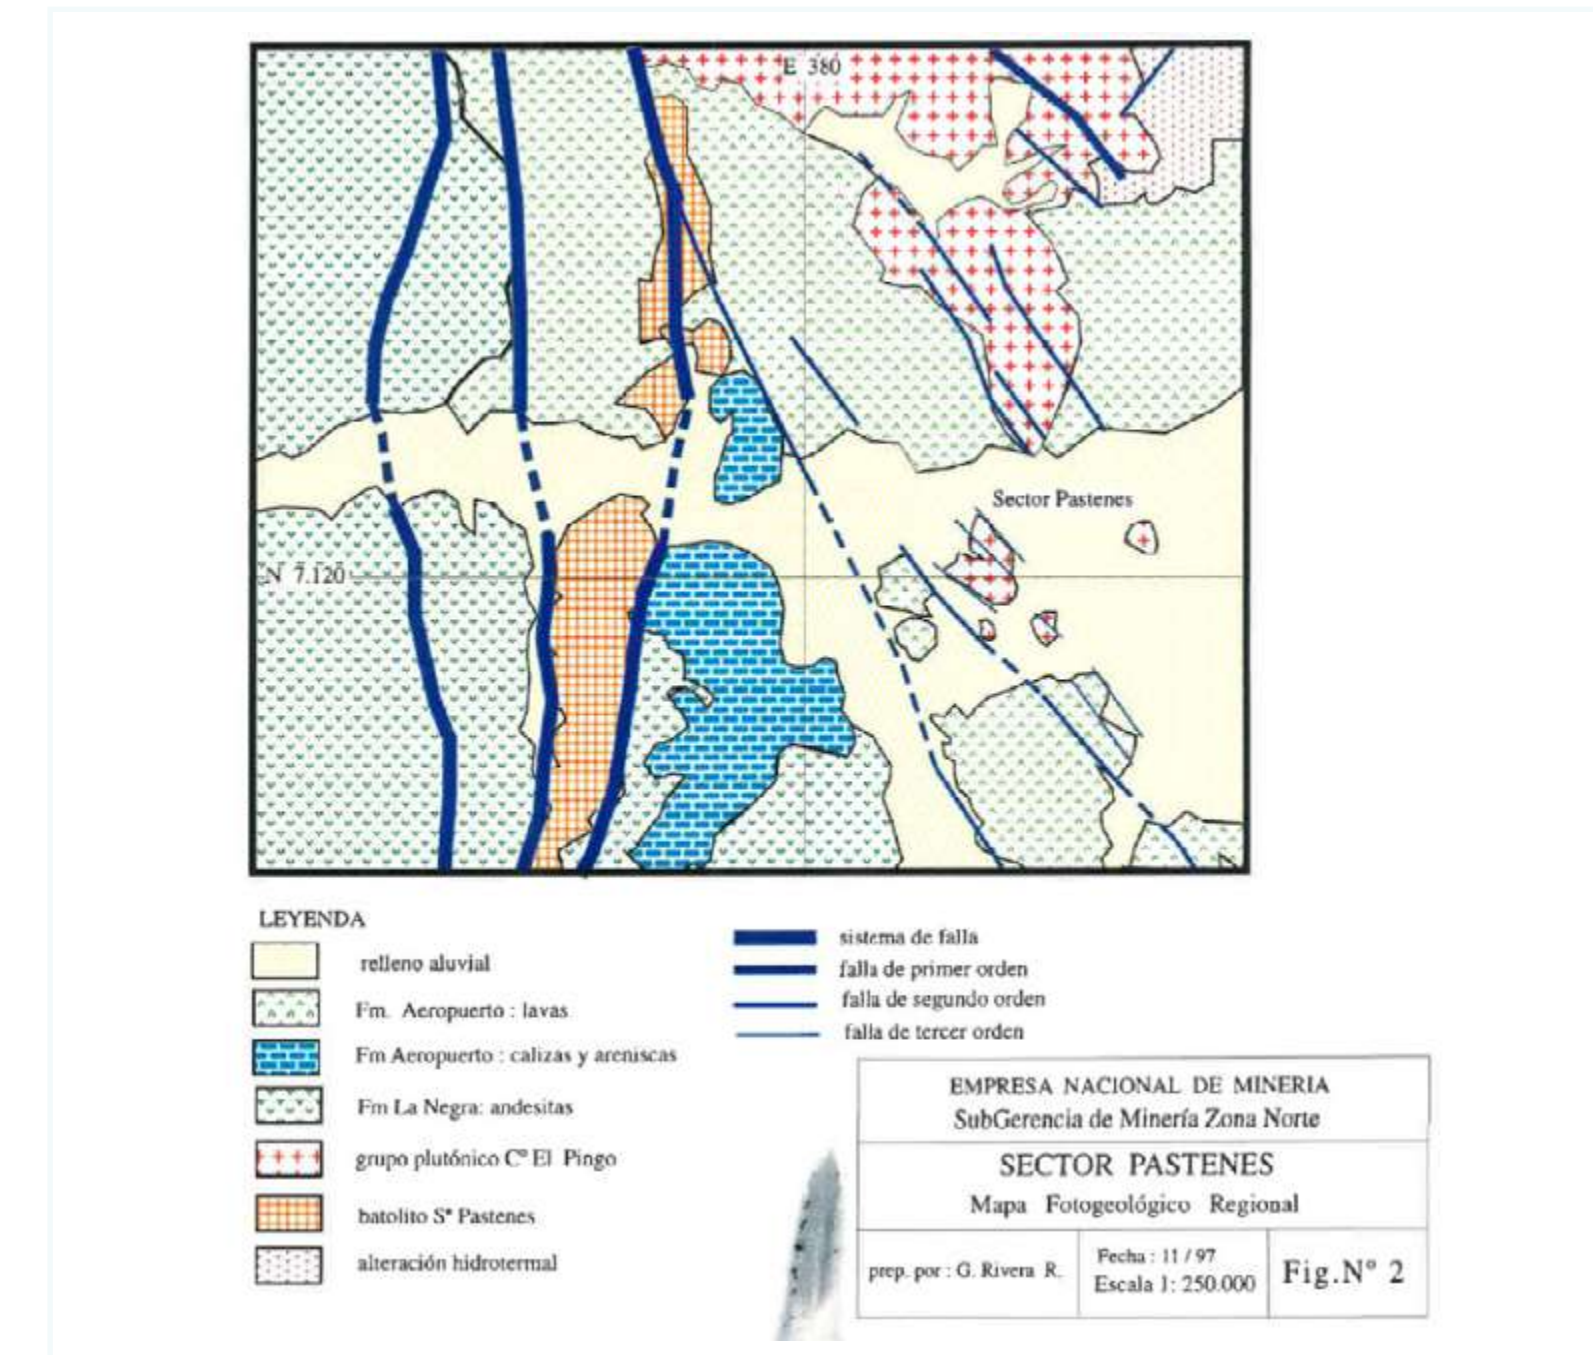 E 380
Sector Pastenes
N 7.120
LEYENDA
relleno aluvial
Fm. Aeropuerto : lavas
Fm Aeropuerto : calizas y areniscas
Fm La Negra: andesitas
grupo plutónico Cº El Pingo
batolito Sª Pastenes
alteración hidrotermal
sistema de falla
falla de primer orden
falla de segundo orden
falla de tercer orden
EMPRESA NACIONAL DE MINERIA
SubGerencia de Minería Zona Norte
SECTOR PASTENES
Mapa Fotogeológico Regional
prep. por : G. Rivera R.
Fecha : 11 / 97
Escala 1: 250.000
Fig.Nº 2